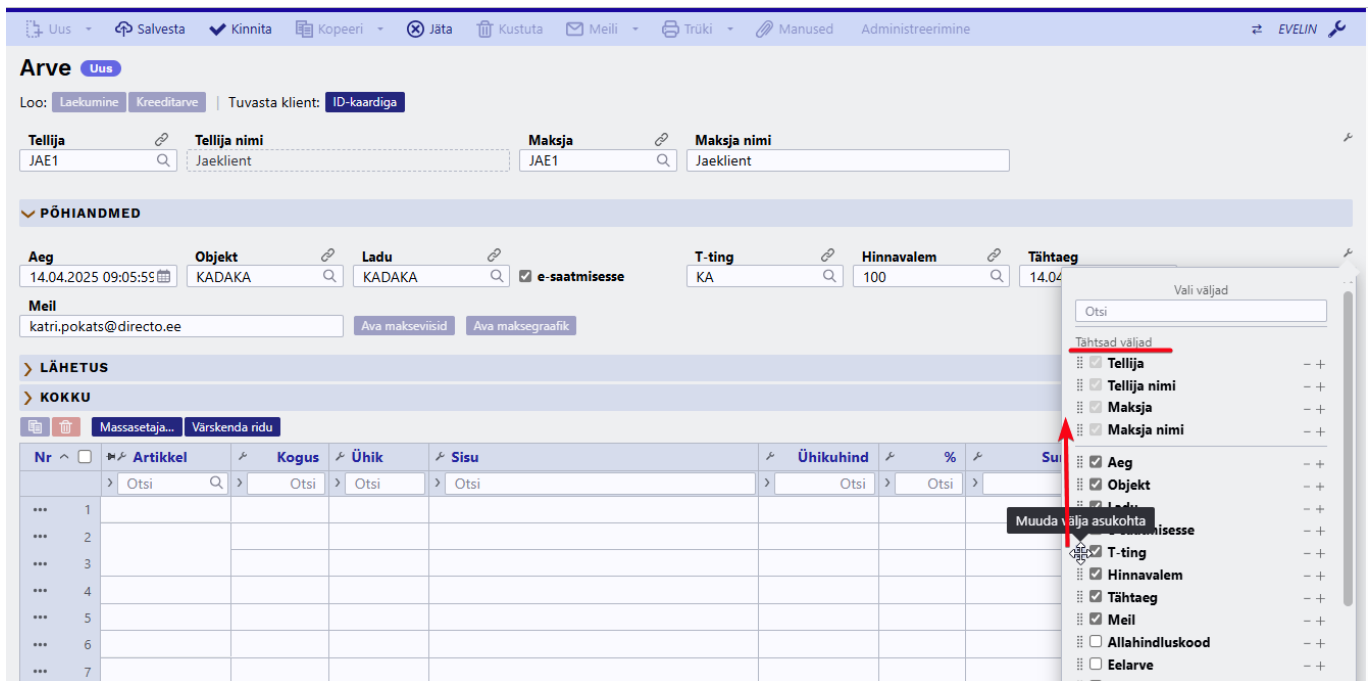 Uus Salvesta Kinnita Kopeeri Jäta Kustuta Meili Trüki Manused Administreerimine EVELIN
Arve Uus
Loo: Laekumine Kreeditarve | Tuvasta klient: ID-kaardiga
Tellija Tellija nimi Maksja Maksja nimi
JAE1 Jaeklient JAE1 Jaeklient
PÕHIANDMED
Aeg Objekt Ladu T-ting Hinnavalem Tähtaeg
14.04.2025 09:05:59 KADAKA KADAKA e-saatmisesse KA 100 14.04
Meil
katri.pokats@directo.ee Ava makseviisid Ava maksegraafik
LÄHETUS
KOKKU
Massasetaja... Värskenda ridu
Nr Artikkel Kogus Ühik Sisu Ühikuhind %
Otsi Otsi Otsi Otsi Otsi Otsi
1
2
3
4
5
6
7
Vali väljad
Otsi
Tähtsad väljad
Tellija
Tellija nimi
Maksja
Maksja nimi
Aeg
Objekt
Ladu
Muuda välja asukohta
e-saatmisesse
T-ting
Hinnavalem
Tähtaeg
Meil
Allahindluskood
Eelarve